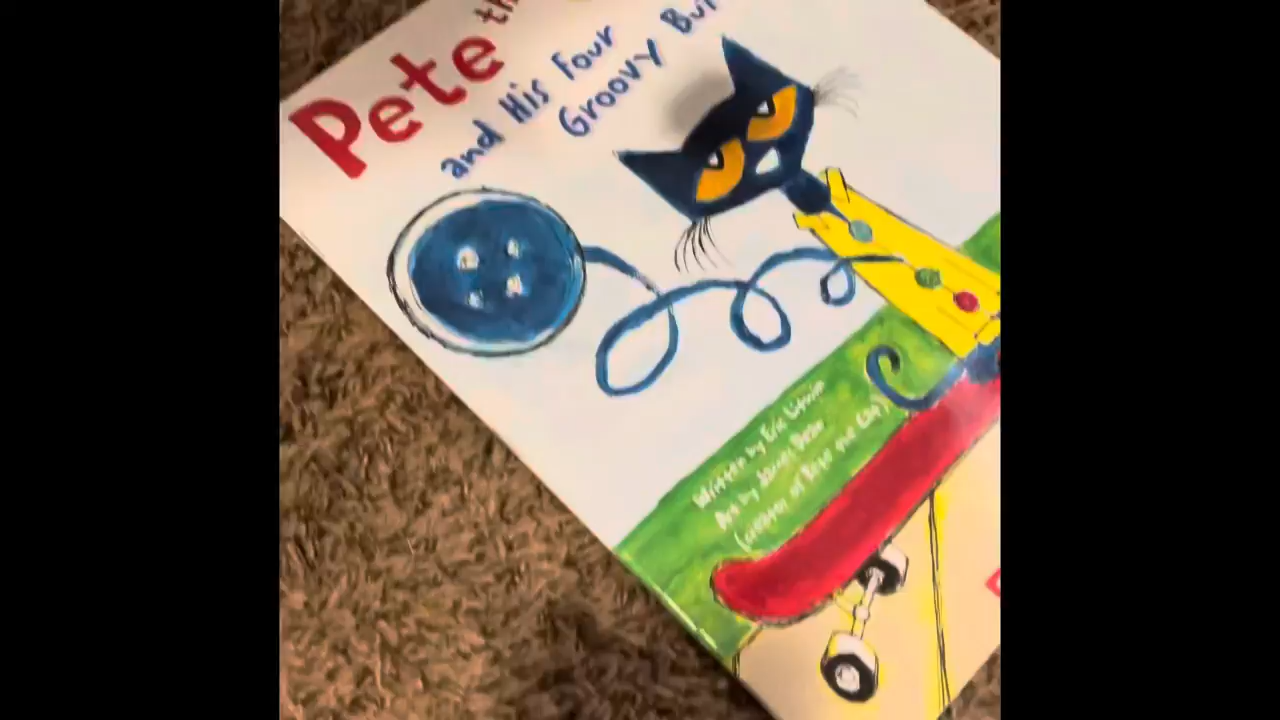 Pete th
and His Four
Groovy Bu
Written by Eric Litwin
Art by James Dean
(creator of Pete the Cat)